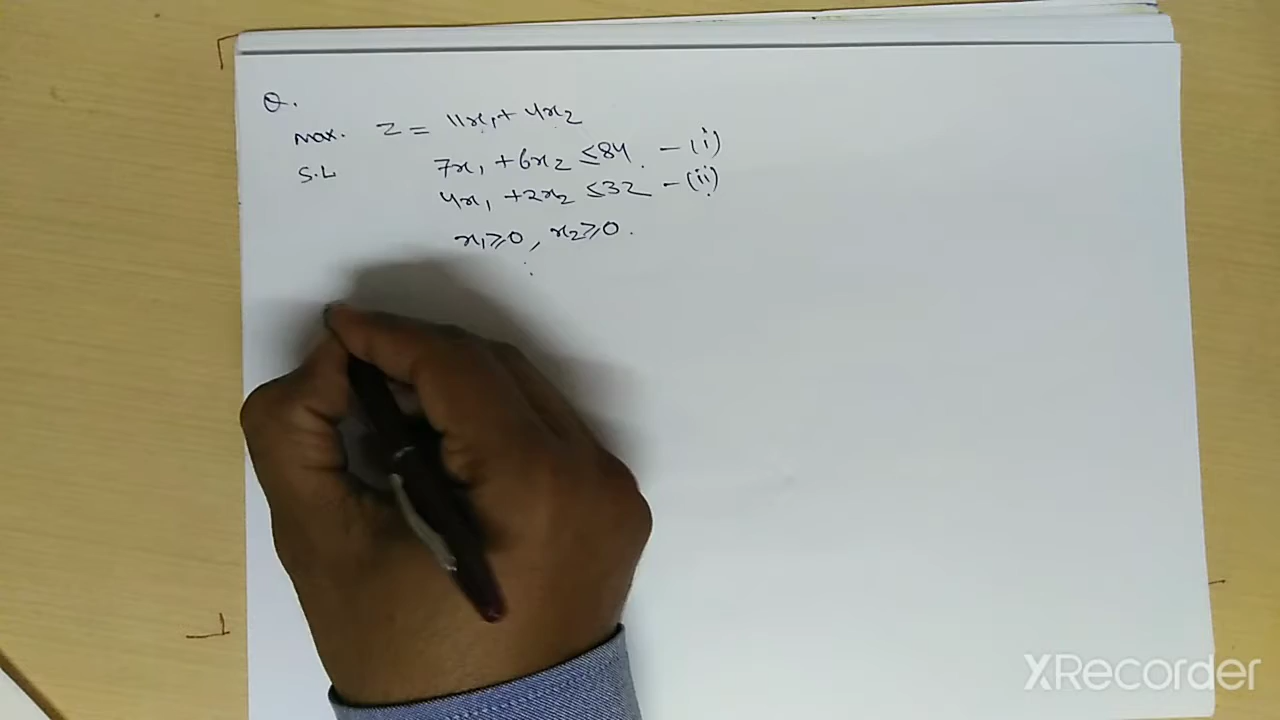 Q.
max. Z = 11x₁ + 4x₂
S.t 7x₁ + 6x₂ ≤ 84 — (i)
4x₁ + 2x₂ ≤ 32 — (ii)
x₁ ≥ 0, x₂ ≥ 0.
XRecorder